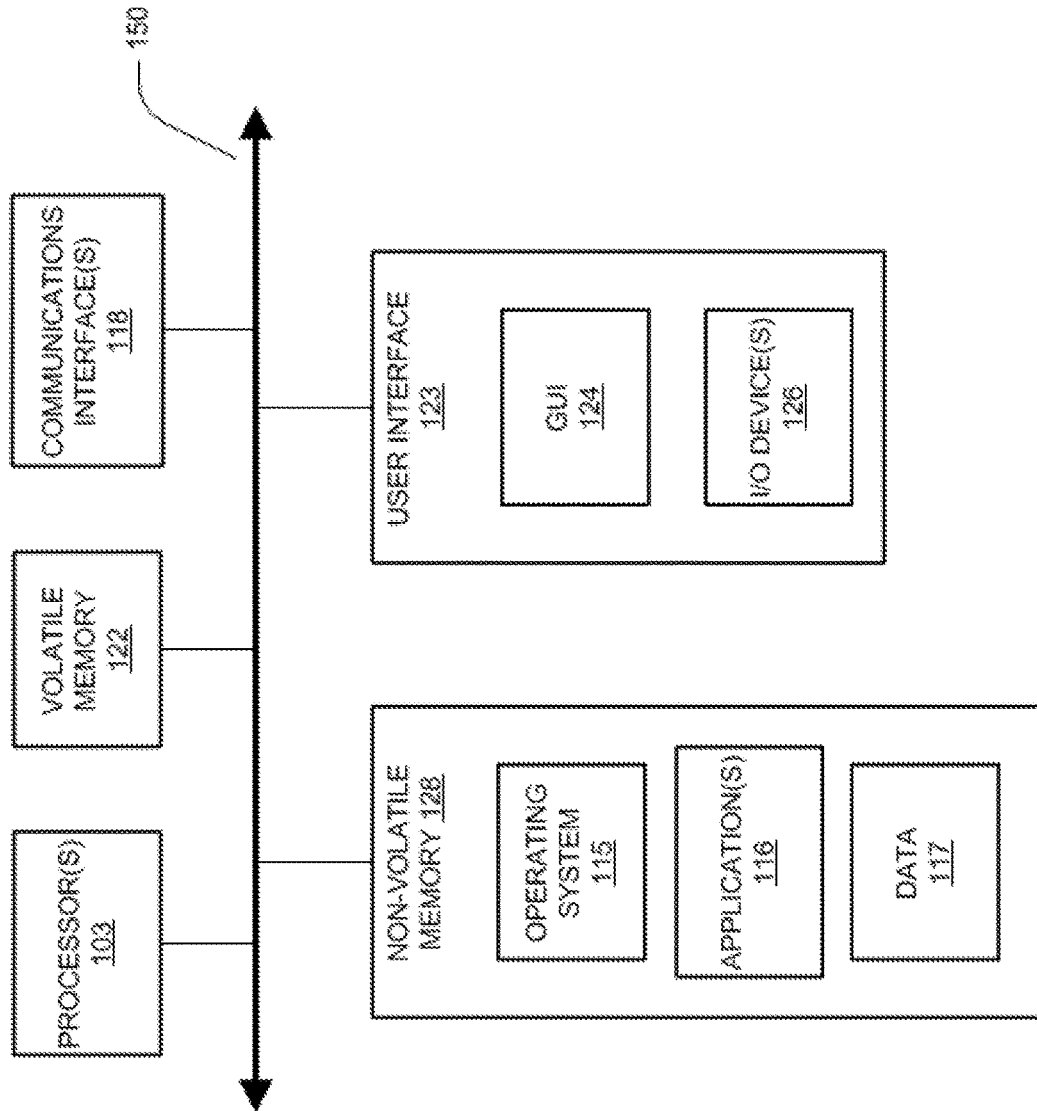 PROCESSOR(S)
103
VOLATILE
MEMORY
122
COMMUNICATIONS
INTERFACE(S)
118
150
NON-VOLATILE
MEMORY 128
OPERATING
SYSTEM
115
APPLICATION(S)
116
DATA
117
USER INTERFACE
123
GUI
124
I/O DEVICE(S)
126